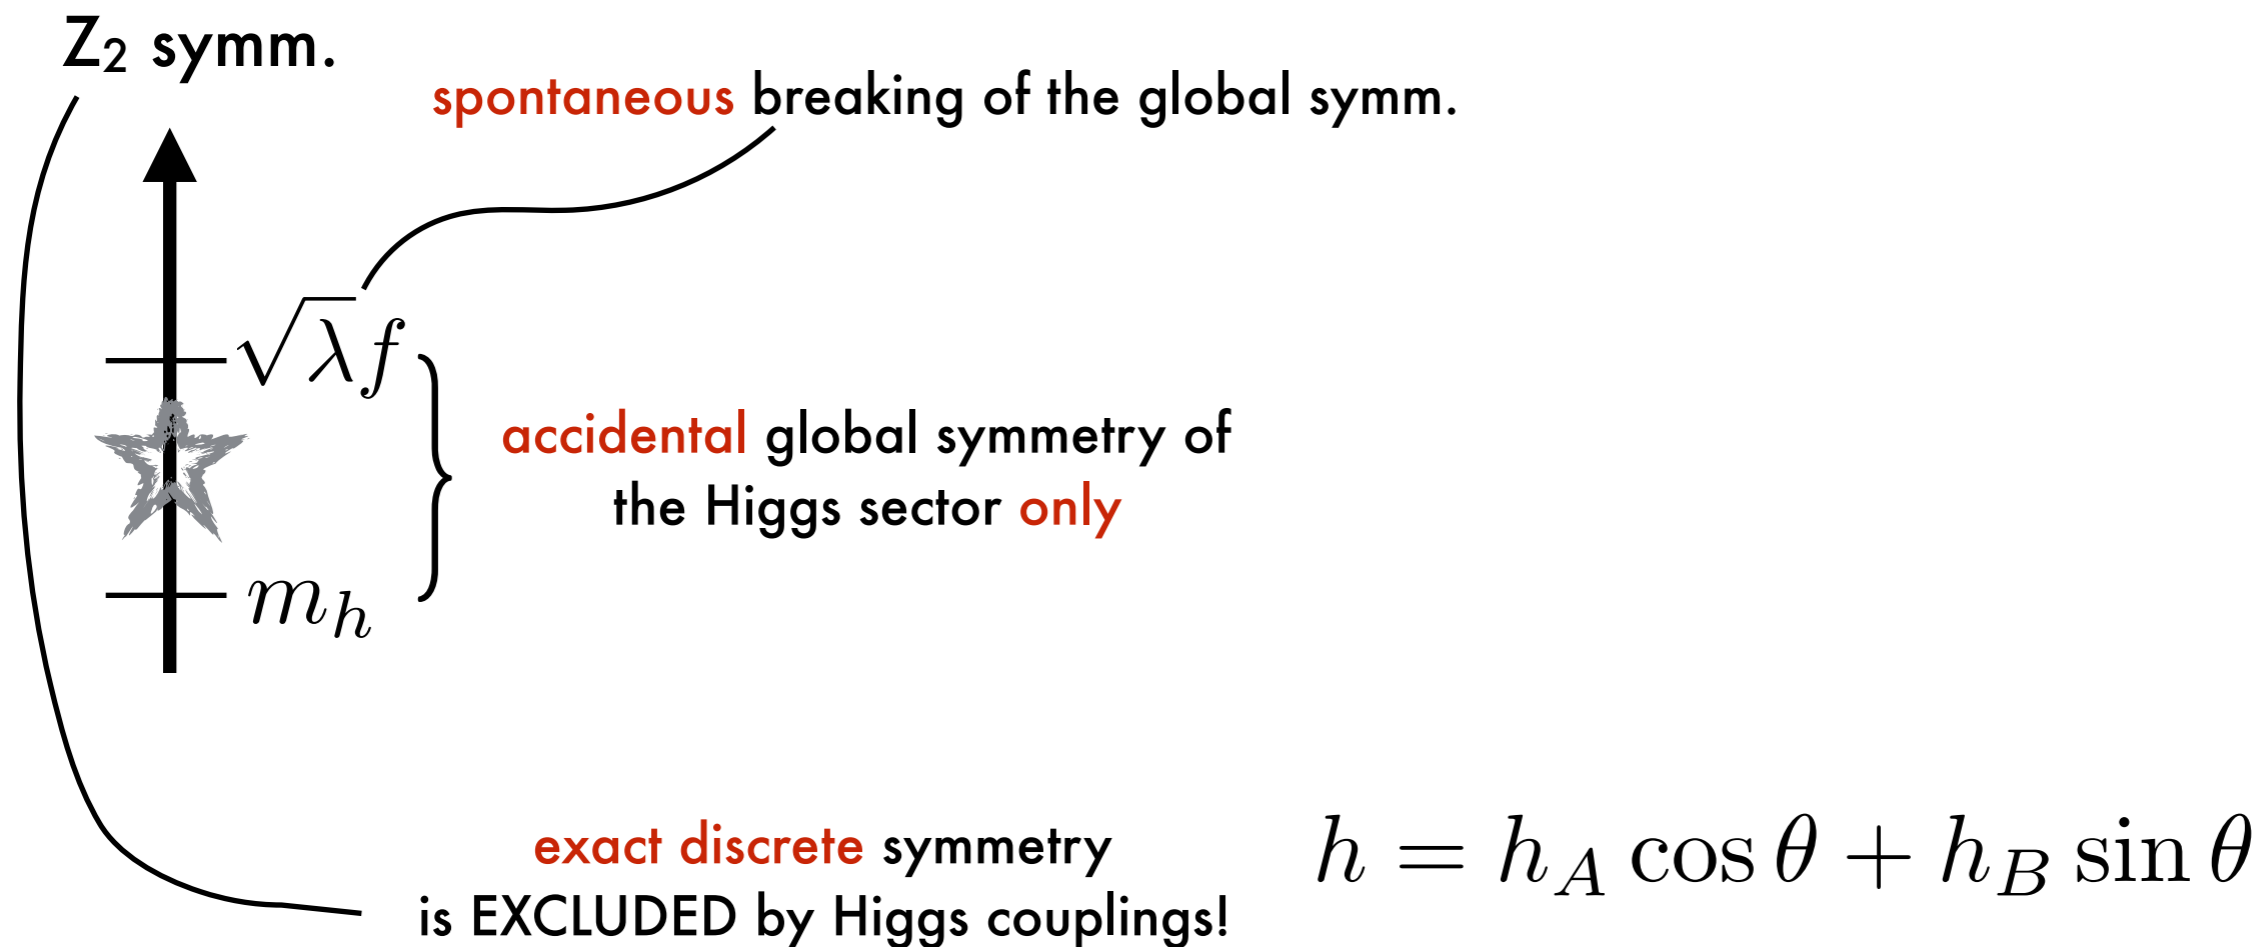 Z₂ symm.
spontaneous breaking of the global symm.
√λf
accidental global symmetry of
the Higgs sector only
m_h
exact discrete symmetry
is EXCLUDED by Higgs couplings!
h = h_A cos θ + h_B sin θ